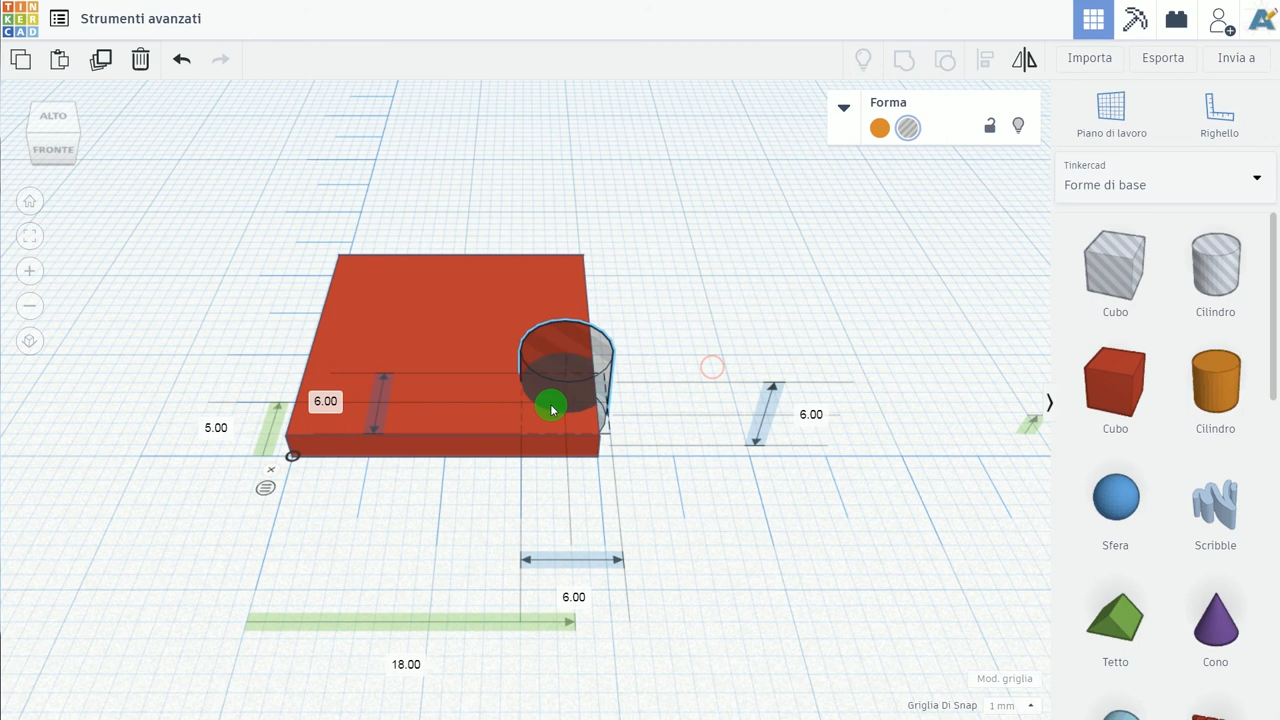 TIN
KER
CAD
Strumenti avanzati
Importa
Esporta
Invia a
ALTO
FRONTE
Forma
Piano di lavoro
Righello
Tinkercad
Forme di base
Cubo
Cilindro
Cubo
Cilindro
Sfera
Scribble
Tetto
Cono
6.00
5.00
6.00
6.00
18.00
Mod. griglia
Griglia Di Snap
1 mm